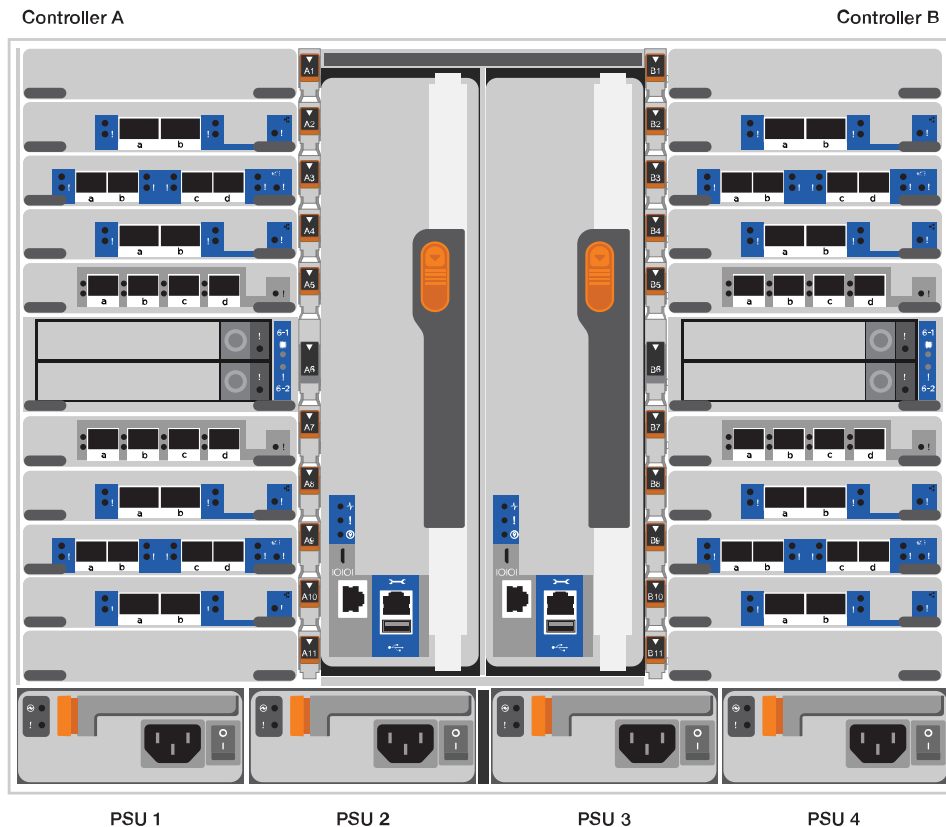 Controller A
Controller B
A1
B1
A2
B2
! ! !
a b
! ! !
a b
A3
B3
! ! ! ! !
a b c d
! ! ! ! !
a b c d
A4
B4
! ! !
a b
! ! !
a b
A5
B5
a b c d
!
a b c d
!
A6
B6
! 6-1
! ! 6-2
! 6-1
! ! 6-2
A7
B7
a b c d
!
a b c d
!
A8
B8
! ! !
a b
! ! !
a b
A9
B9
! ! ! ! !
a b c d
! ! ! ! !
a b c d
!
!
IOIOI
IOIOI
A10
B10
! ! !
a b
! ! !
a b
A11
B11
! O I
! O I
! O I
! O I
PSU 1
PSU 2
PSU 3
PSU 4